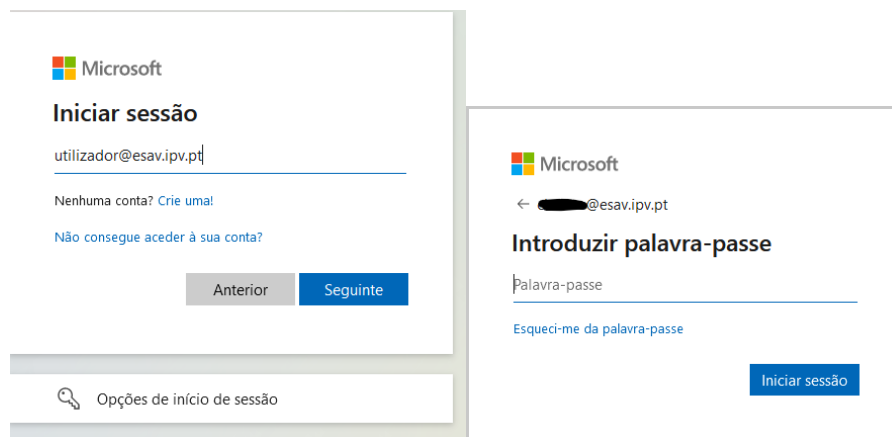 Microsoft
Iniciar sessão
utilizador@esav.ipv.pt
Nenhuma conta? Crie uma!
Não consegue aceder à sua conta?
Anterior
Seguinte
Opções de início de sessão
Microsoft
@esav.ipv.pt
Introduzir palavra-passe
Palavra-passe
Esqueci-me da palavra-passe
Iniciar sessão